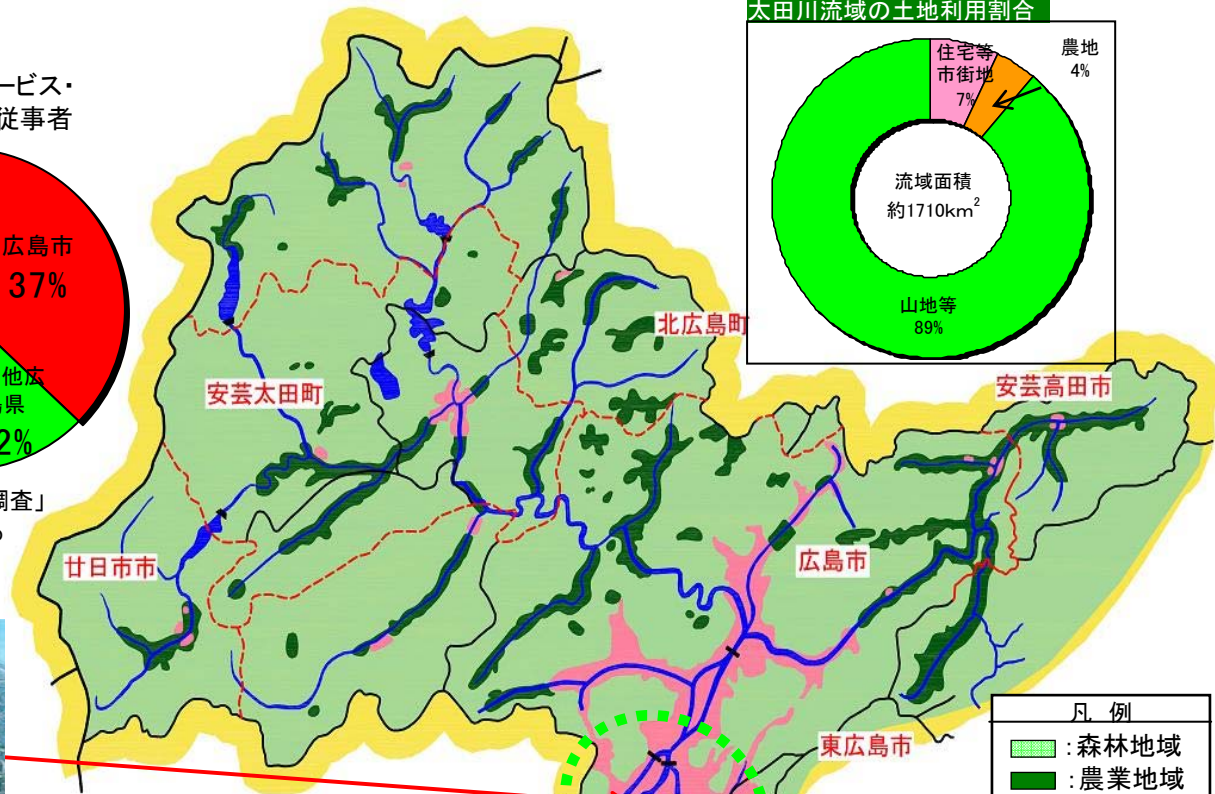 太田川流域の土地利用割合
住宅等
市街地
7%
農地
4%
流域面積
約1710km²
山地等
89%
ービス・
従事者
広島市
37%
他広
島県
2%
調査」
北広島町
安芸太田町
安芸高田市
廿日市市
広島市
東広島市
凡 例
:森林地域
:農業地域